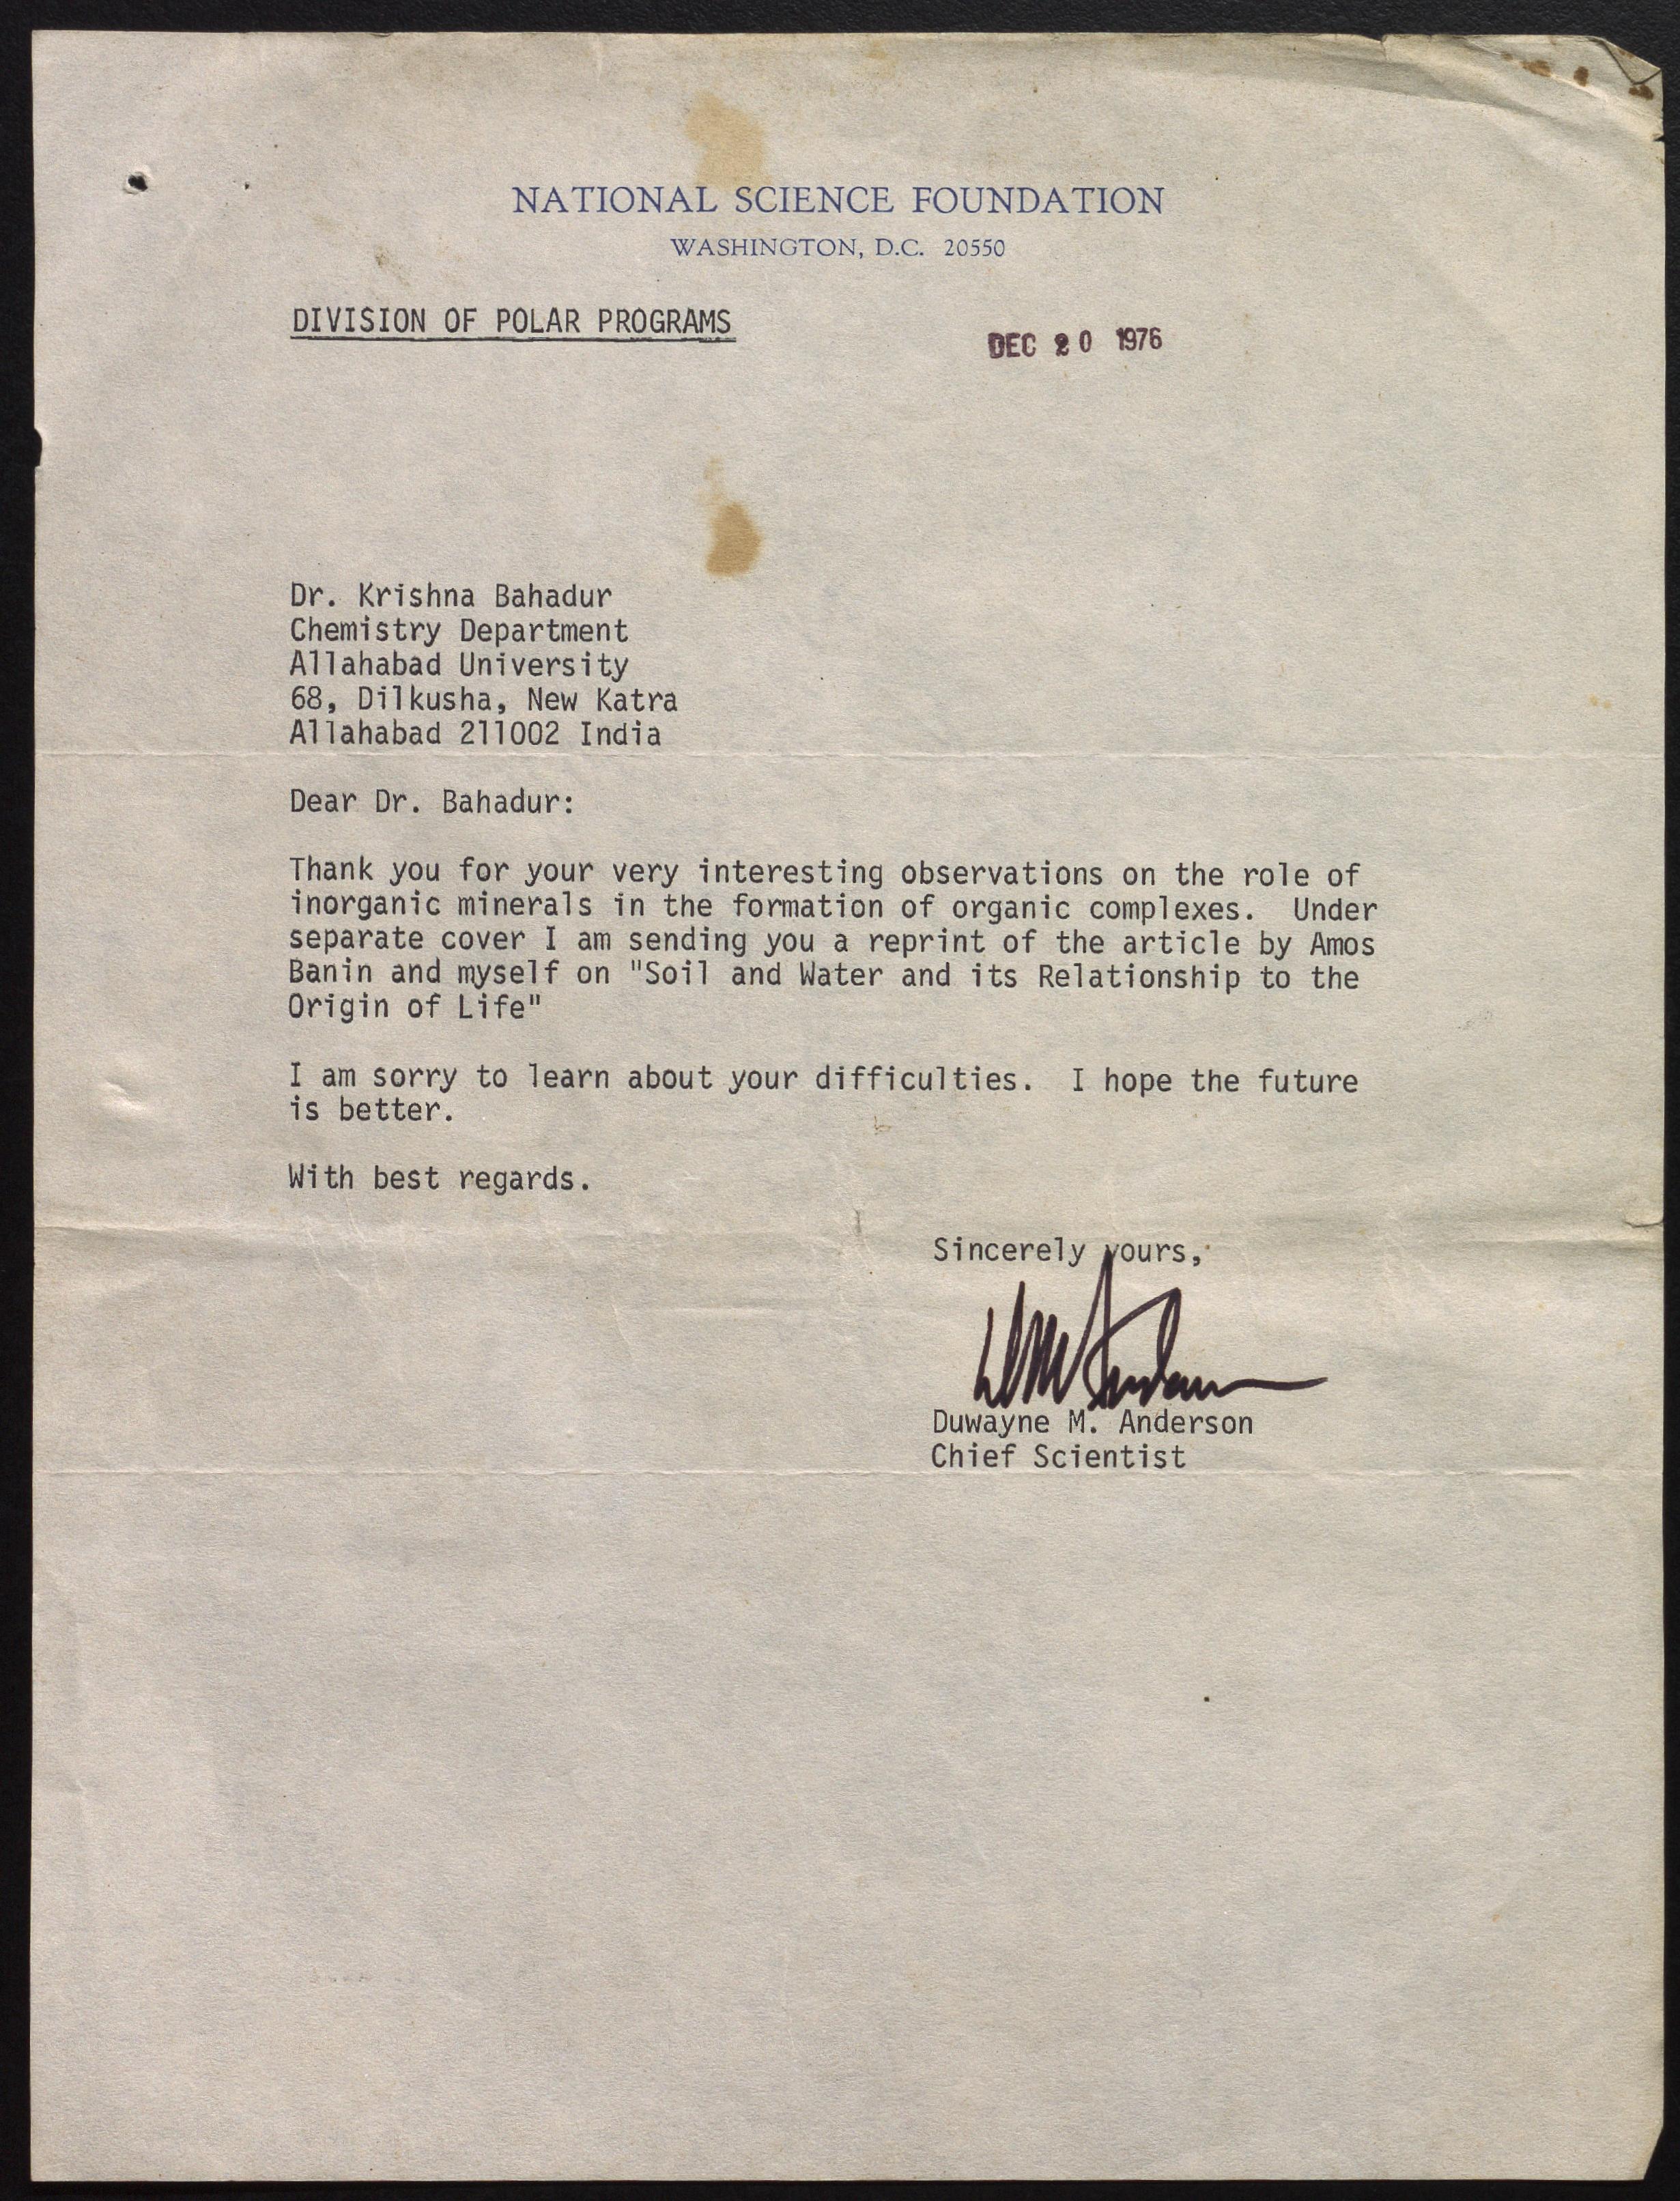 NATIONAL SCIENCE FOUNDATION
WASHINGTON, D.C. 20550
DIVISION OF POLAR PROGRAMS
DEC 20 1976
Dr. Krishna Bahadur
Chemistry Department
Allahabad University
68, Dilkusha, New Katra
Allahabad 211002 India
Dear Dr. Bahadur:
Thank you for your very interesting observations on the role of
inorganic minerals in the formation of organic complexes. Under
separate cover I am sending you a reprint of the article by Amos
Banin and myself on "Soil and Water and its Relationship to the
Origin of Life"
I am sorry to learn about your difficulties. I hope the future
is better.
With best regards.
Sincerely yours,
DM Anderson
Duwayne M. Anderson
Chief Scientist